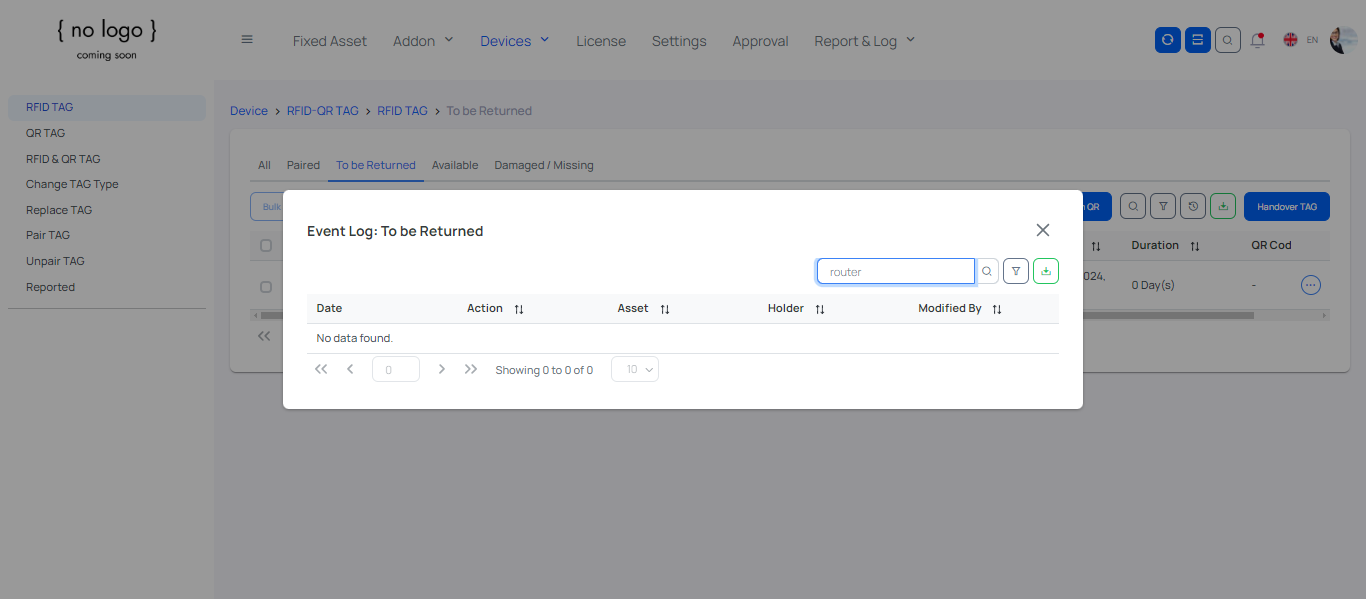 { no logo }
coming soon
Fixed Asset
Addon
Devices
License
Settings
Approval
Report & Log
EN
RFID TAG
QR TAG
RFID & QR TAG
Change TAG Type
Replace TAG
Pair TAG
Unpair TAG
Reported
Device > RFID-QR TAG > RFID TAG > To be Returned
All
Paired
To be Returned
Available
Damaged / Missing
Bulk
QR
Handover TAG
Duration
QR Cod
024,
0 Day(s)
-
Event Log: To be Returned
router
Date
Action
Asset
Holder
Modified By
No data found.
0
Showing 0 to 0 of 0
10